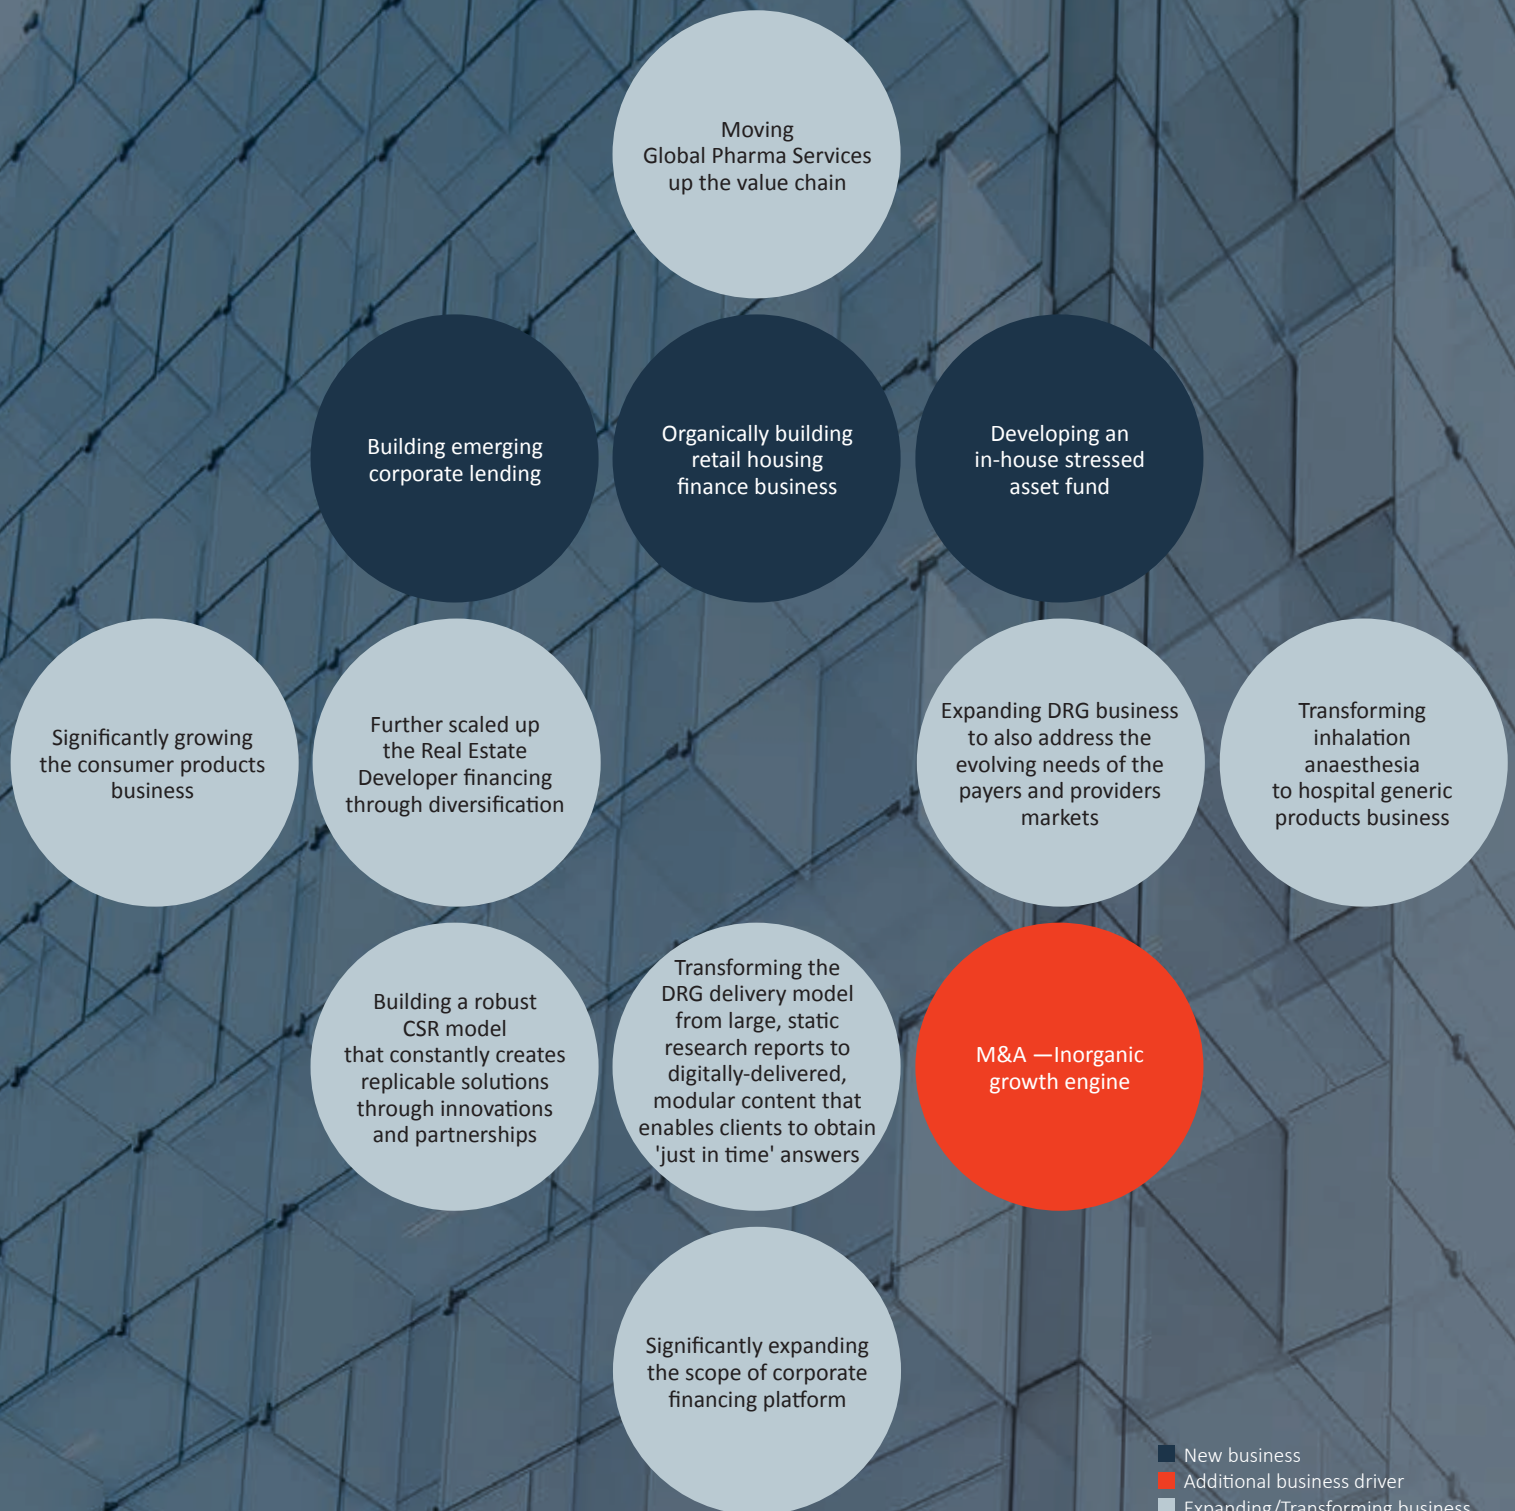 Moving
Global Pharma Services
up the value chain
Building emerging
corporate lending
Organically building
retail housing
finance business
Developing an
in-house stressed
asset fund
Significantly growing
the consumer products
business
Further scaled up
the Real Estate
Developer financing
through diversification
Expanding DRG business
to also address the
evolving needs of the
payers and providers
markets
Transforming
inhalation
anaesthesia
to hospital generic
products business
Building a robust
CSR model
that constantly creates
replicable solutions
through innovations
and partnerships
Transforming the
DRG delivery model
from large, static
research reports to
digitally-delivered,
modular content that
enables clients to obtain
'just in time' answers
M&A —Inorganic
growth engine
Significantly expanding
the scope of corporate
financing platform
New business
Additional business driver
Expanding/Transforming business